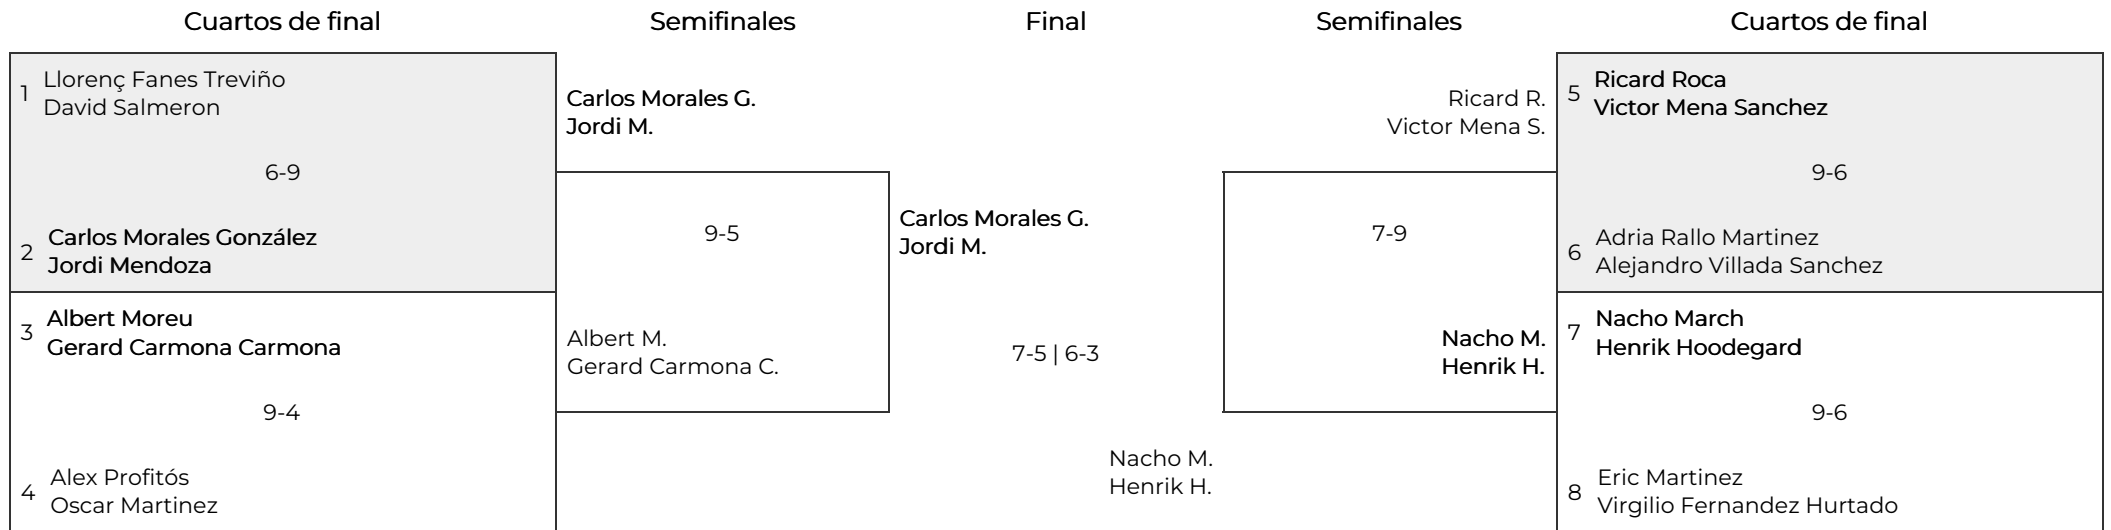 Cuartos de final
Semifinales
Final
Semifinales
Cuartos de final
1
Llorenç Fanes Treviño
David Salmeron
6-9
2
Carlos Morales González
Jordi Mendoza
3
Albert Moreu
Gerard Carmona Carmona
9-4
4
Alex Profitós
Oscar Martinez
Carlos Morales G.
Jordi M.
9-5
Albert M.
Gerard Carmona C.
Carlos Morales G.
Jordi M.
7-5 | 6-3
Nacho M.
Henrik H.
Ricard R.
Victor Mena S.
7-9
Nacho M.
Henrik H.
5
Ricard Roca
Victor Mena Sanchez
9-6
6
Adria Rallo Martinez
Alejandro Villada Sanchez
7
Nacho March
Henrik Hoodegard
9-6
8
Eric Martinez
Virgilio Fernandez Hurtado